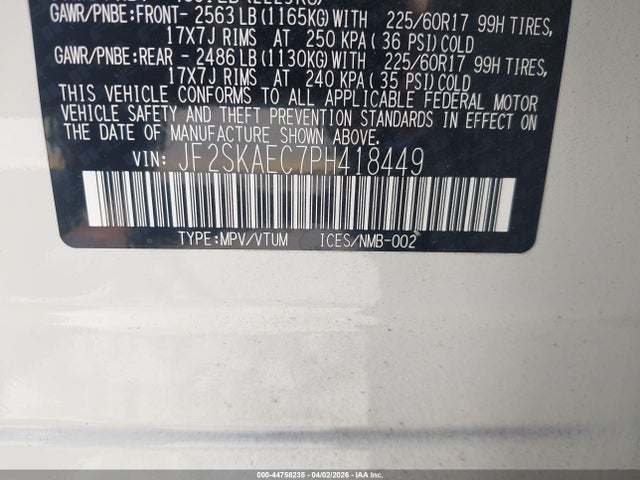 GAWR/PNBE:FRONT- 2563 LB(1165KG)WITH 225/60R17 99H TIRES,
17X7J RIMS AT 250 KPA(36 PSI)COLD
GAWR/PNBE:REAR - 2486 LB(1130KG)WITH 225/60R17 99H TIRES,
17X7J RIMS AT 240 KPA(35 PSI)COLD
THIS VEHICLE CONFORMS TO ALL APPLICABLE FEDERAL MOTOR
VEHICLE SAFETY AND THEFT PREVENTION STANDARDS IN EFFECT ON
THE DATE OF MANUFACTURE SHOWN ABOVE.
VIN: JF2SKAEC7PH418449
TYPE:MPV/VTUM ICES/NMB-002
000-44758235 - 04/02/2026 - IAAI.COM